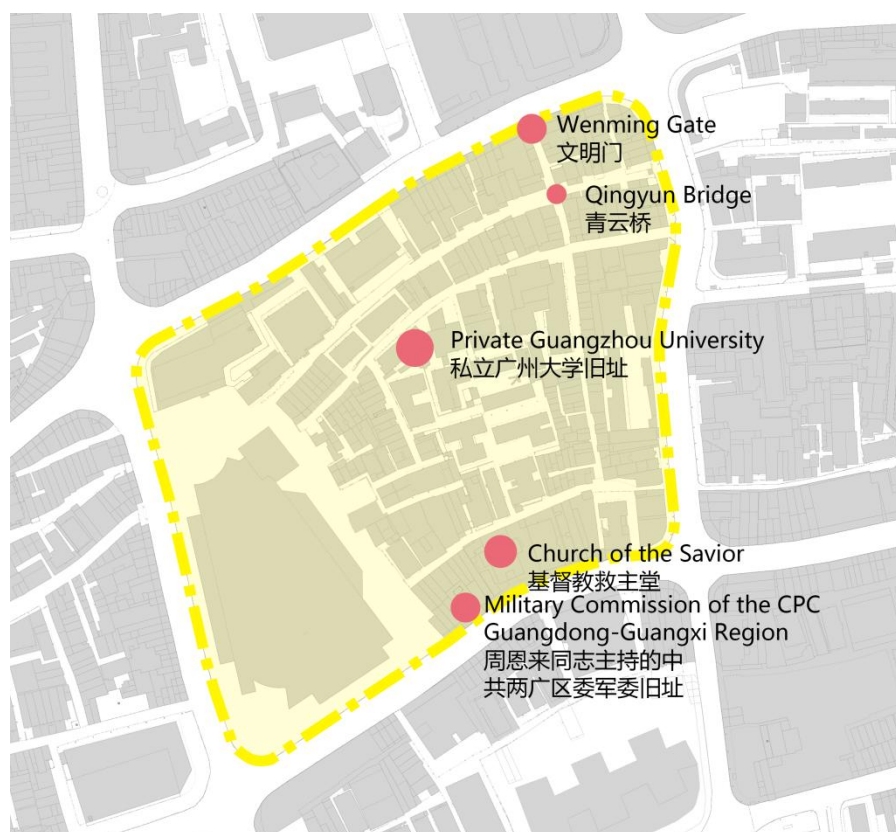 Wenming Gate
文明门
Qingyun Bridge
青云桥
Private Guangzhou University
私立广州大学旧址
Church of the Savior
基督教救主堂
Military Commission of the CPC
Guangdong-Guangxi Region
周恩来同志主持的中
共两广区委军委旧址